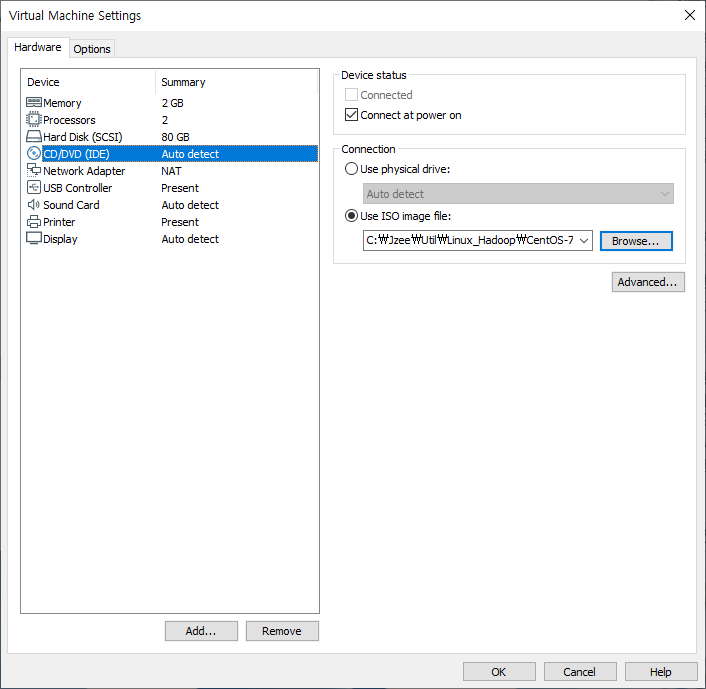 Virtual Machine Settings
Hardware Options
Device Summary
Memory 2 GB
Processors 2
Hard Disk (SCSI) 80 GB
CD/DVD (IDE) Auto detect
Network Adapter NAT
USB Controller Present
Sound Card Auto detect
Printer Present
Display Auto detect
Add... Remove
Device status
Connected
Connect at power on
Connection
Use physical drive:
Auto detect
Use ISO image file:
C:₩Jzee₩Util₩Linux_Hadoop₩CentOS-7 Browse...
Advanced...
OK Cancel Help